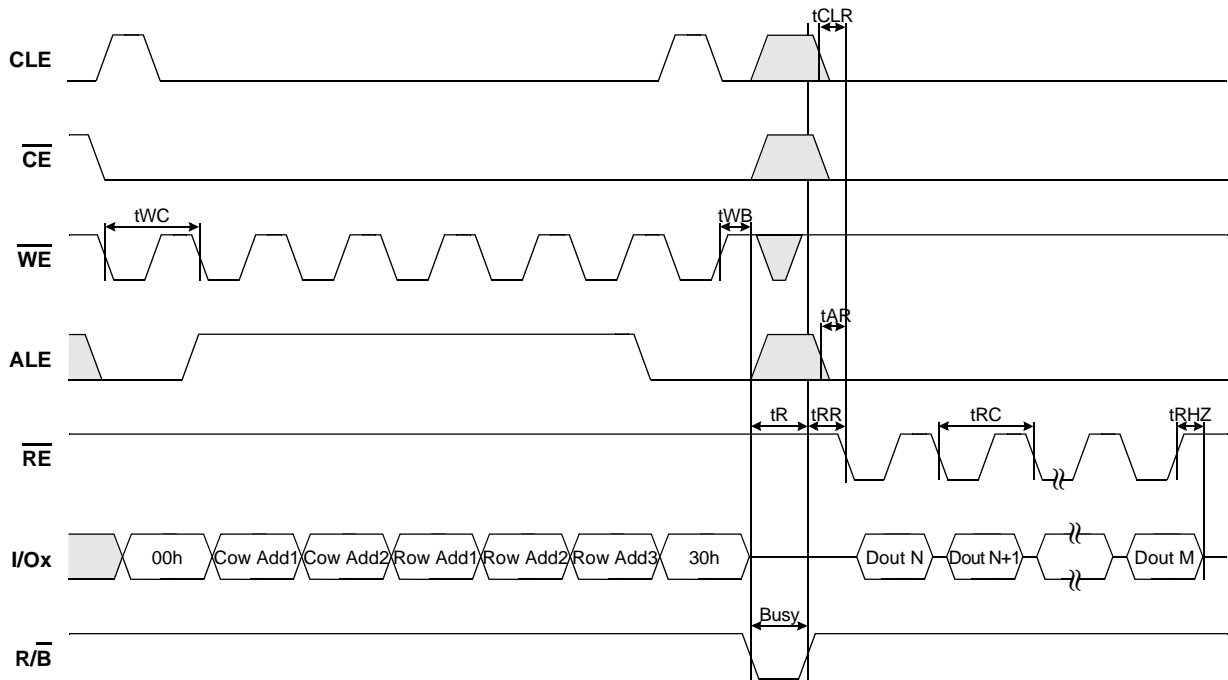 tCLR
CLE
CE
tWC
tWB
WE
tAR
ALE
tR
tRR
tRC
tRHZ
RE
I/Ox
00h
Cow Add1
Cow Add2
Row Add1
Row Add2
Row Add3
30h
Dout N
Dout N+1
Dout M
Busy
R/B